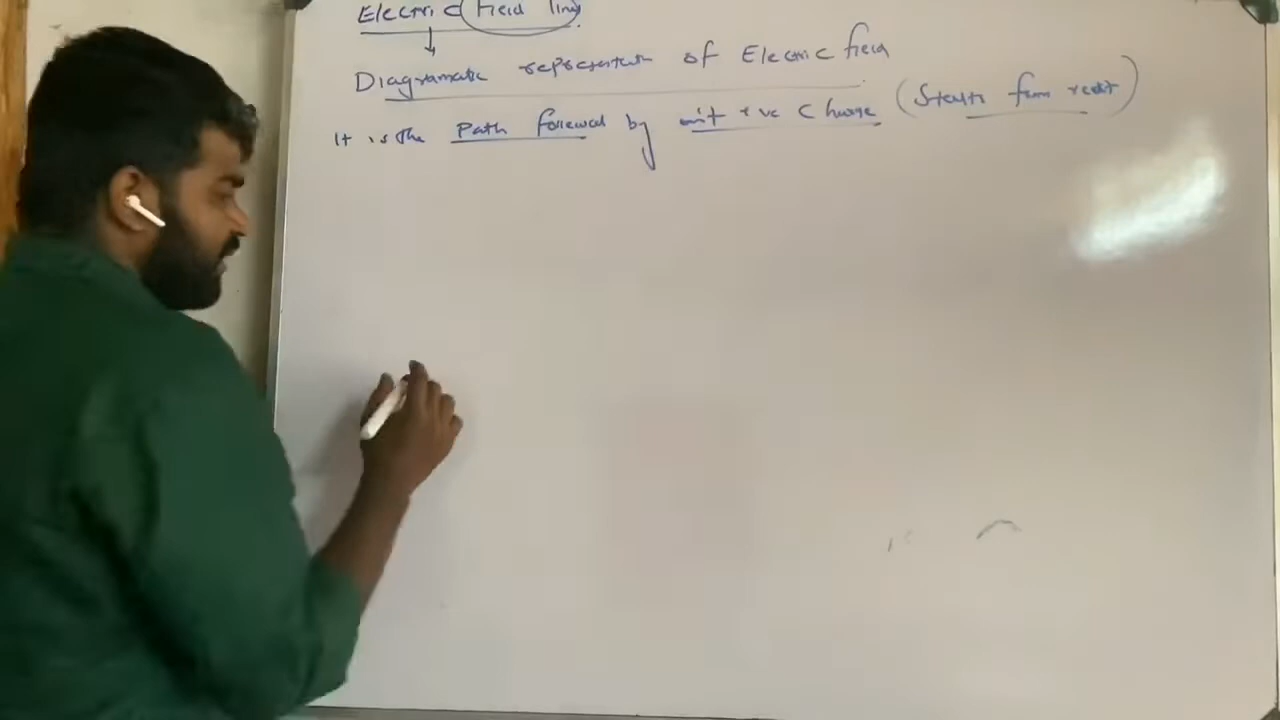 Electric field line
Diagramatic representation of Electric field
It is the Path followed by unit +ve Charge (Starts from rest)